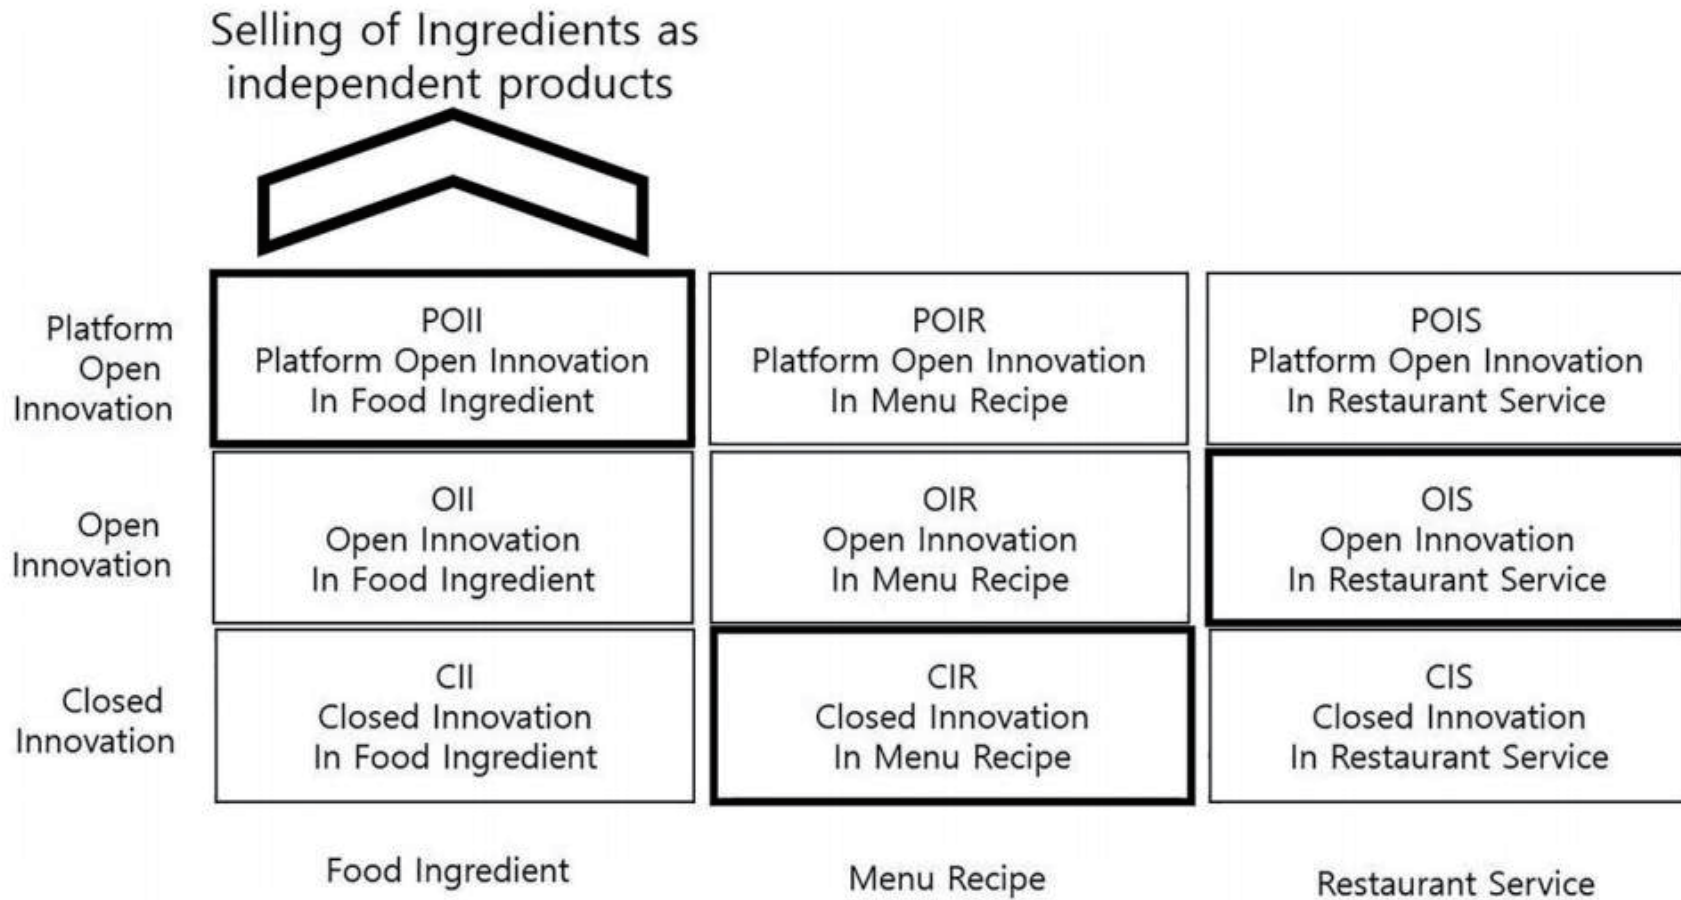 Selling of Ingredients as
independent products
Platform
Open
Innovation
POII
Platform Open Innovation
In Food Ingredient
POIR
Platform Open Innovation
In Menu Recipe
POIS
Platform Open Innovation
In Restaurant Service
Open
Innovation
OII
Open Innovation
In Food Ingredient
OIR
Open Innovation
In Menu Recipe
OIS
Open Innovation
In Restaurant Service
Closed
Innovation
CII
Closed Innovation
In Food Ingredient
CIR
Closed Innovation
In Menu Recipe
CIS
Closed Innovation
In Restaurant Service
Food Ingredient
Menu Recipe
Restaurant Service